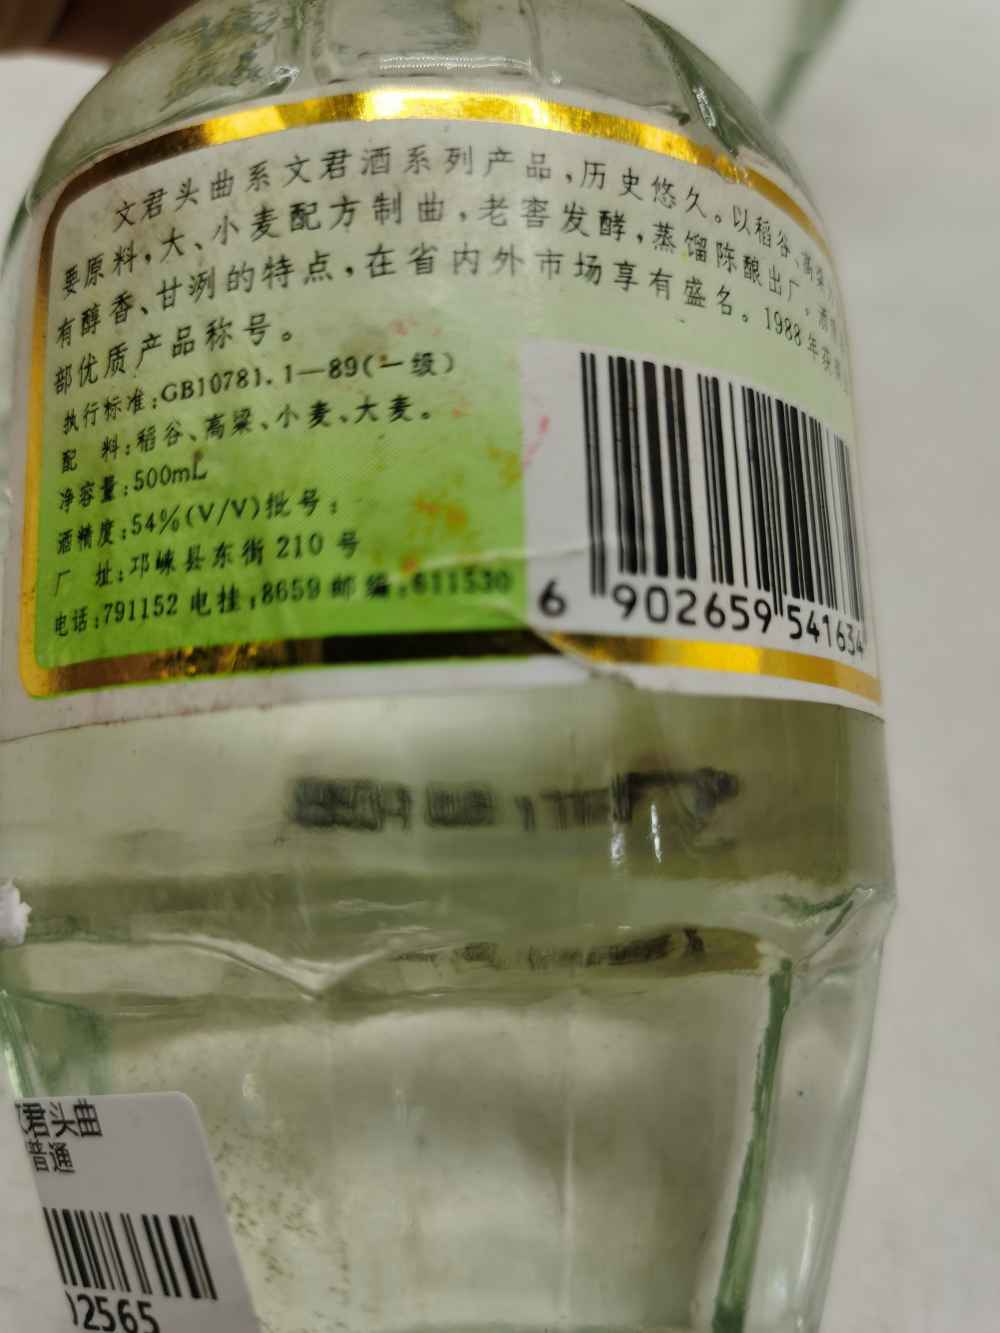 文君头曲系文君酒系列产品，历史悠久。以稻谷、高粱
要原料，大、小麦配方制曲，老窖发酵，蒸馏陈酿出厂。酒
有醇香、甘洌的特点，在省内外市场享有盛名。1988年获
部优质产品称号。
执行标准：GB10781.1—89(一级)
配 料：稻谷、高粱、小麦、大麦。
净容量：500mL
酒精度：54%(V/V)批号：
厂 址：邛崃县东街210号
电话：791152 电挂：8659 邮编：611530
6 902659 541634
君头曲
普通
2565